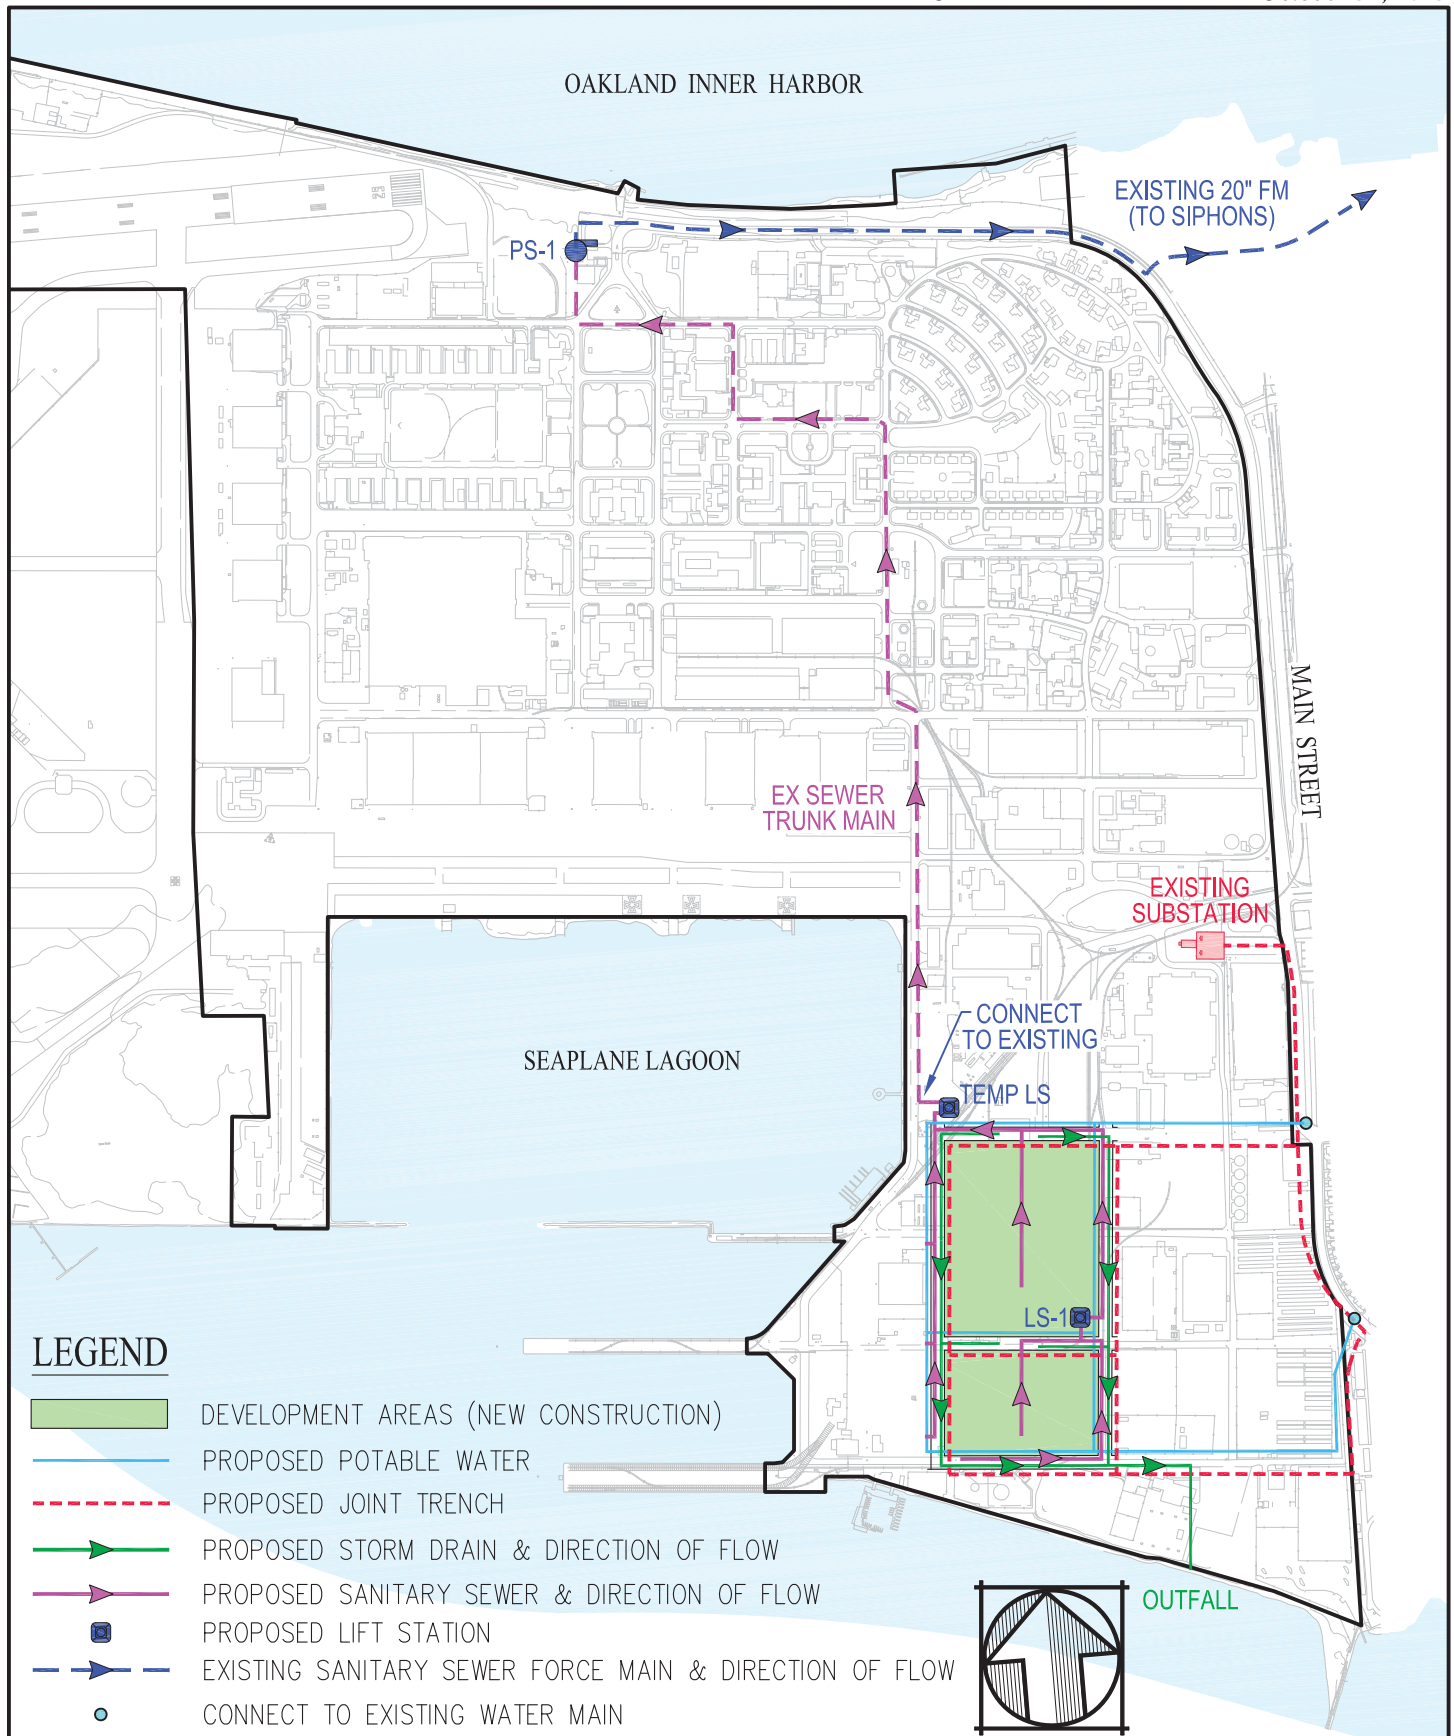 OAKLAND INNER HARBOR
EXISTING 20" FM
(TO SIPHONS)
PS-1
MAIN STREET
EX SEWER
TRUNK MAIN
EXISTING
SUBSTATION
CONNECT
TO EXISTING
SEAPLANE LAGOON
TEMP LS
LS-1
LEGEND
DEVELOPMENT AREAS (NEW CONSTRUCTION)
PROPOSED POTABLE WATER
PROPOSED JOINT TRENCH
PROPOSED STORM DRAIN & DIRECTION OF FLOW
PROPOSED SANITARY SEWER & DIRECTION OF FLOW
PROPOSED LIFT STATION
EXISTING SANITARY SEWER FORCE MAIN & DIRECTION OF FLOW
CONNECT TO EXISTING WATER MAIN
OUTFALL